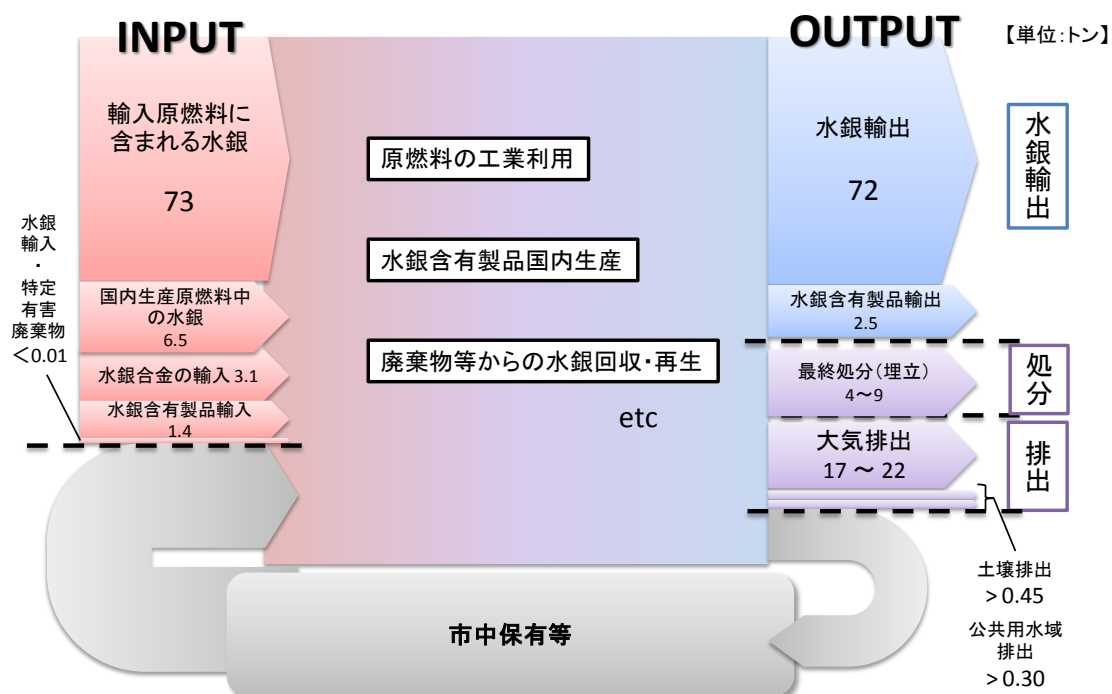 INPUT
OUTPUT
【単位:トン】
輸入原燃料に
含まれる水銀
73
水銀
輸入
・
特定
有害
廃棄物
<0.01
国内生産原燃料中
の水銀
6.5
水銀合金の輸入 3.1
水銀含有製品輸入
1.4
原燃料の工業利用
水銀含有製品国内生産
廃棄物等からの水銀回収・再生
etc
水銀輸出
72
水銀含有製品輸出
2.5
最終処分(埋立)
4~9
大気排出
17 ~ 22
水銀輸出
処分
排出
土壌排出
>0.45
公共用水域
排出
>0.30
市中保有等